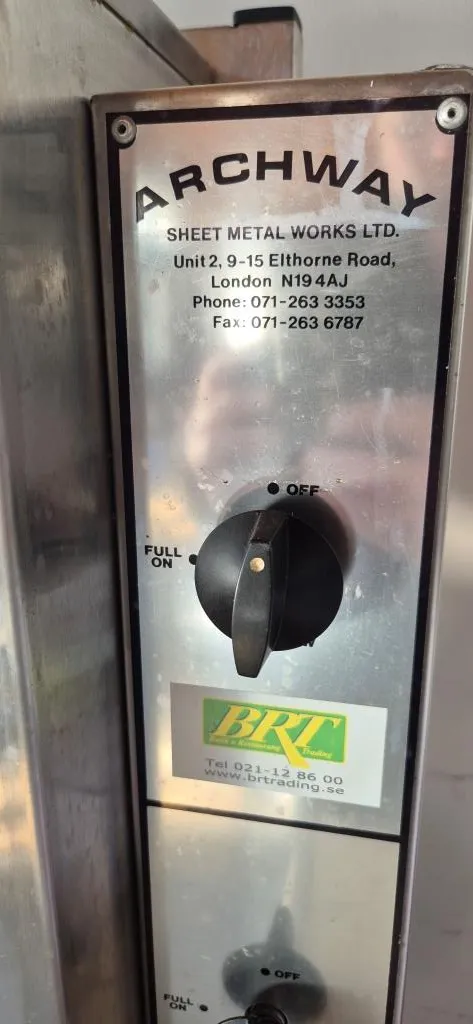 ARCHWAY
SHEET METAL WORKS LTD.
Unit 2, 9-15 Elthorne Road,
London N19 4AJ
Phone: 071-263 3353
Fax: 071-263 6787
OFF
FULL
ON
BRT
Trading
Tel 021-12 86 00
www.brtrading.se
OFF
FULL
ON